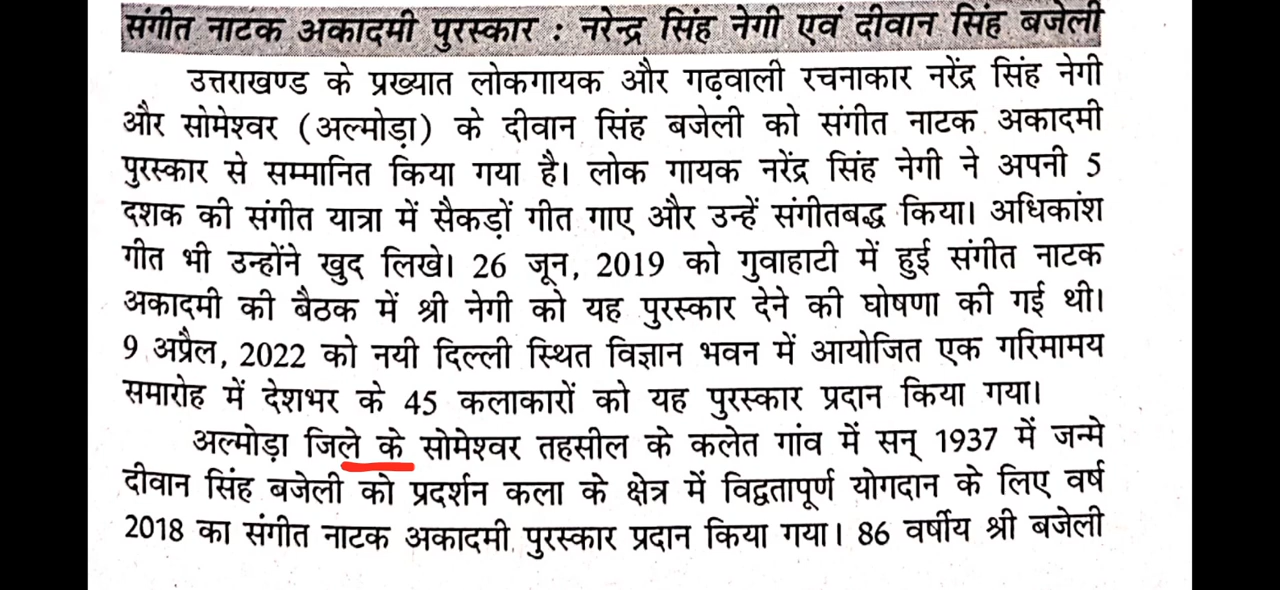 संगीत नाटक अकादमी पुरस्कार : नरेन्द्र सिंह नेगी एवं दीवान सिंह बजेली
उत्तराखण्ड के प्रख्यात लोकगायक और गढ़वाली रचनाकार नरेंद्र सिंह नेगी
और सोमेश्वर (अल्मोड़ा) के दीवान सिंह बजेली को संगीत नाटक अकादमी
पुरस्कार से सम्मानित किया गया है। लोक गायक नरेंद्र सिंह नेगी ने अपनी 5
दशक की संगीत यात्रा में सैकड़ों गीत गाए और उन्हें संगीतबद्ध किया। अधिकांश
गीत भी उन्होंने खुद लिखे। 26 जून, 2019 को गुवाहाटी में हुई संगीत नाटक
अकादमी की बैठक में श्री नेगी को यह पुरस्कार देने की घोषणा की गई थी।
9 अप्रैल, 2022 को नयी दिल्ली स्थित विज्ञान भवन में आयोजित एक गरिमामय
समारोह में देशभर के 45 कलाकारों को यह पुरस्कार प्रदान किया गया।
अल्मोड़ा जिले के सोमेश्वर तहसील के कलेत गांव में सन् 1937 में जन्मे
दीवान सिंह बजेली को प्रदर्शन कला के क्षेत्र में विद्वतापूर्ण योगदान के लिए वर्ष
2018 का संगीत नाटक अकादमी पुरस्कार प्रदान किया गया। 86 वर्षीय श्री बजेली